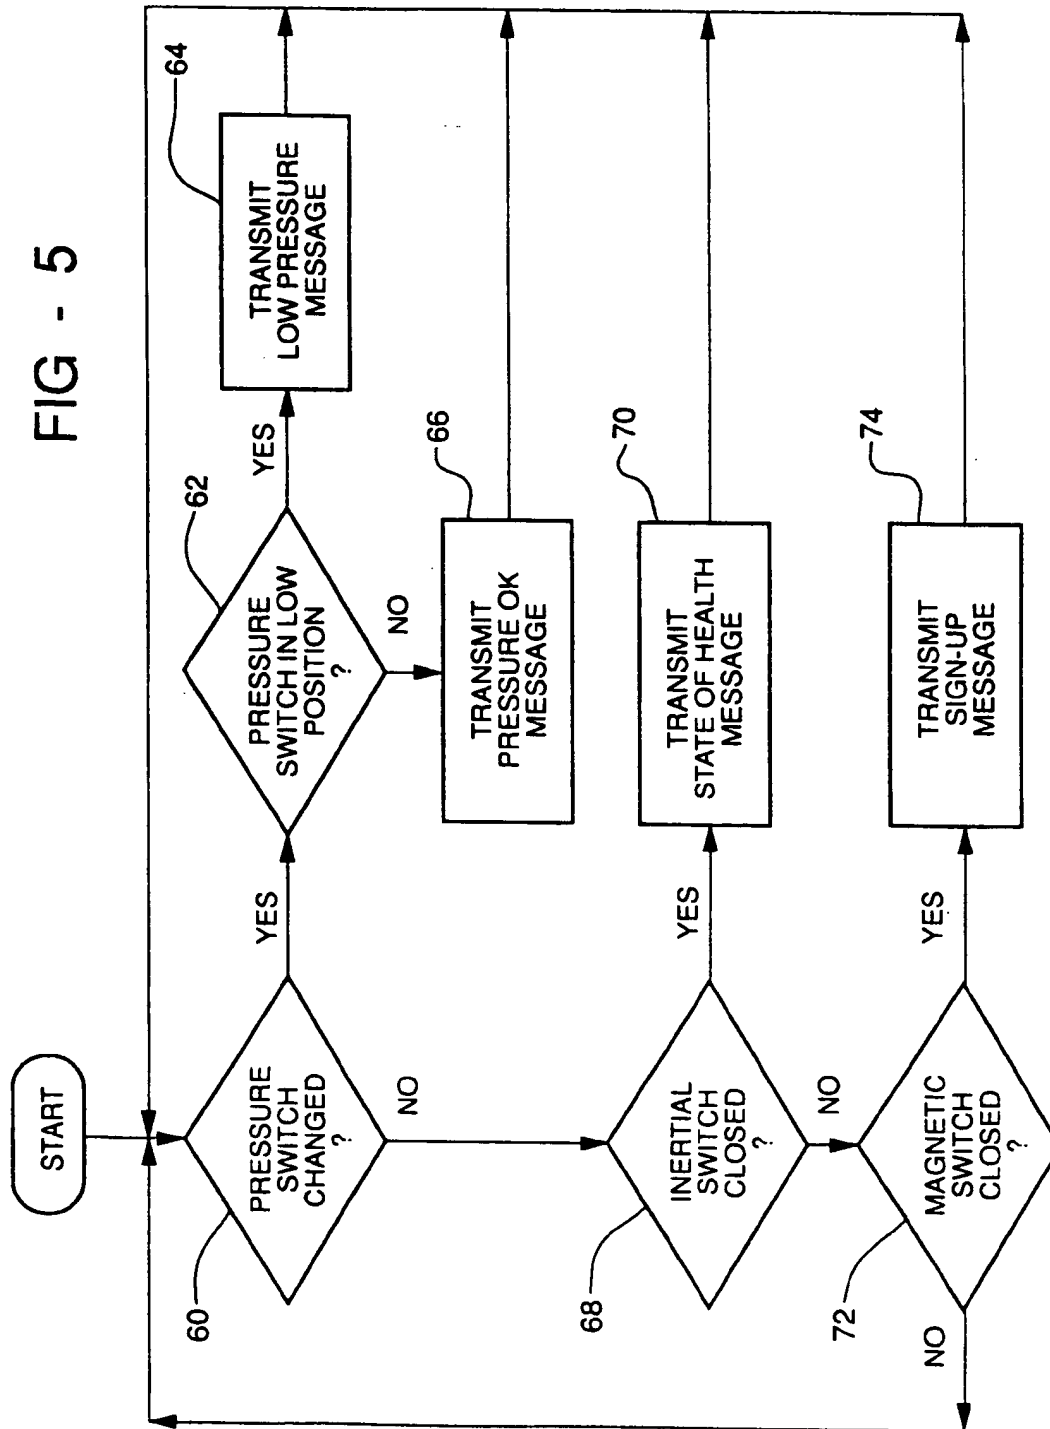 FIG - 5
START
60
PRESSURE
SWITCH
CHANGED
?
YES
NO
62
PRESSURE
SWITCH IN LOW
POSITION
?
YES
NO
64
TRANSMIT
LOW PRESSURE
MESSAGE
66
TRANSMIT
PRESSURE OK
MESSAGE
68
INERTIAL
SWITCH
CLOSED
?
YES
NO
70
TRANSMIT
STATE OF HEALTH
MESSAGE
72
MAGNETIC
SWITCH
CLOSED
?
YES
NO
74
TRANSMIT
SIGN-UP
MESSAGE